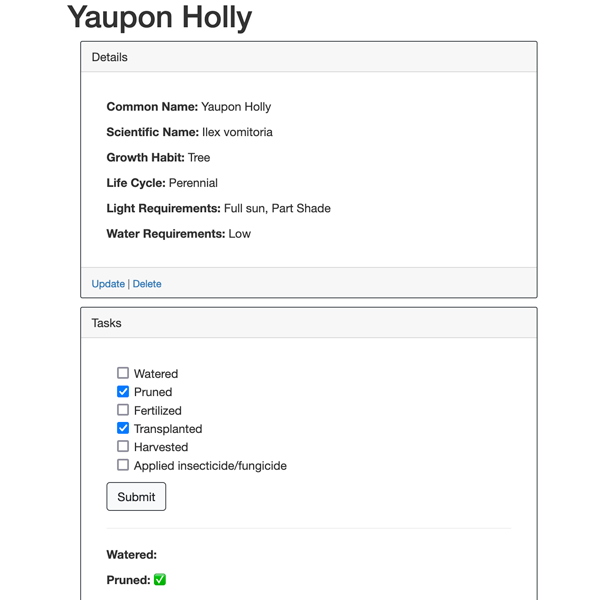 Yaupon Holly
Details
Common Name: Yaupon Holly
Scientific Name: Ilex vomitoria
Growth Habit: Tree
Life Cycle: Perennial
Light Requirements: Full sun, Part Shade
Water Requirements: Low
Update | Delete
Tasks
Watered
Pruned
Fertilized
Transplanted
Harvested
Applied insecticide/fungicide
Submit
Watered:
Pruned: ✅